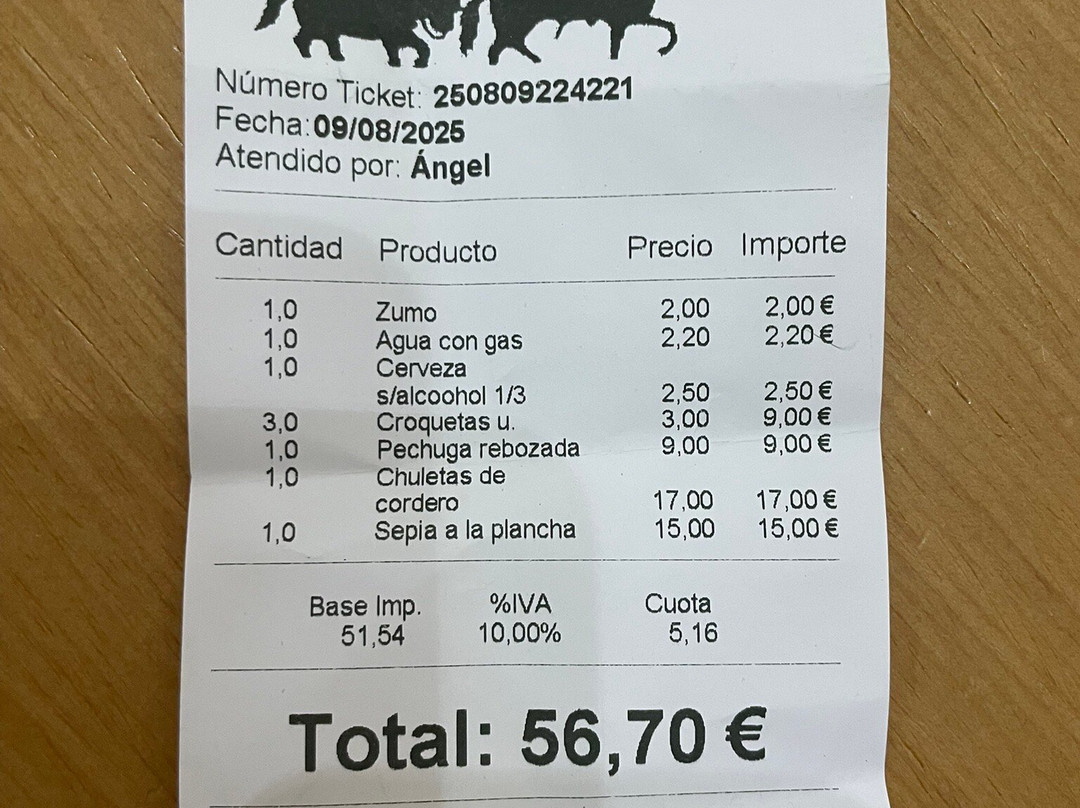 Número Ticket: 250809224221
Fecha:09/08/2025
Atendido por: Ángel
Cantidad Producto Precio Importe
1,0 Zumo 2,00 2,00 €
1,0 Agua con gas 2,20 2,20 €
1,0 Cerveza
s/alcoohol 1/3 2,50 2,50 €
3,0 Croquetas u. 3,00 9,00 €
1,0 Pechuga rebozada 9,00 9,00 €
1,0 Chuletas de
cordero 17,00 17,00 €
1,0 Sepia a la plancha 15,00 15,00 €
Base Imp. %IVA Cuota
51,54 10,00% 5,16
Total: 56,70 €